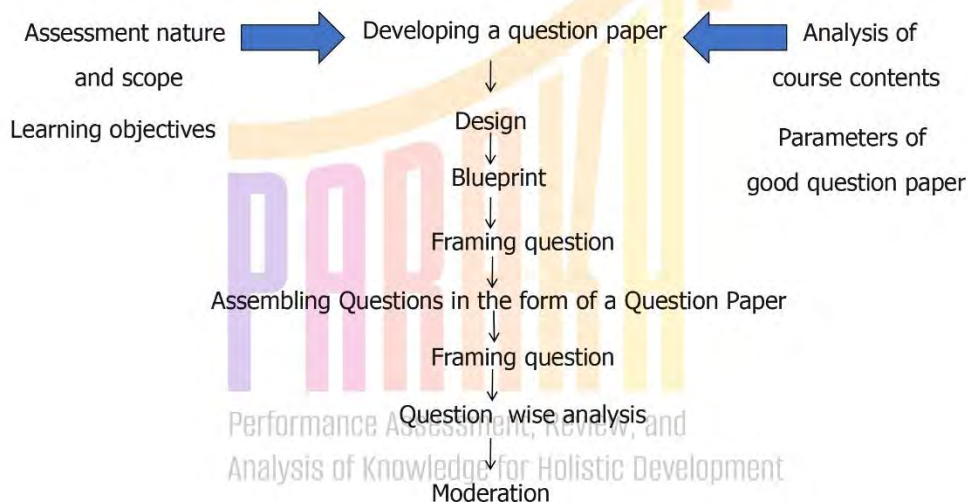 Assessment nature
and scope
Learning objectives
Developing a question paper
Analysis of
course contents
Parameters of
good question paper
Design
Blueprint
Framing question
Assembling Questions in the form of a Question Paper
Framing question
Question wise analysis
Moderation
PARAKH
Performance Assessment, Review, and
Analysis of Knowledge for Holistic Development